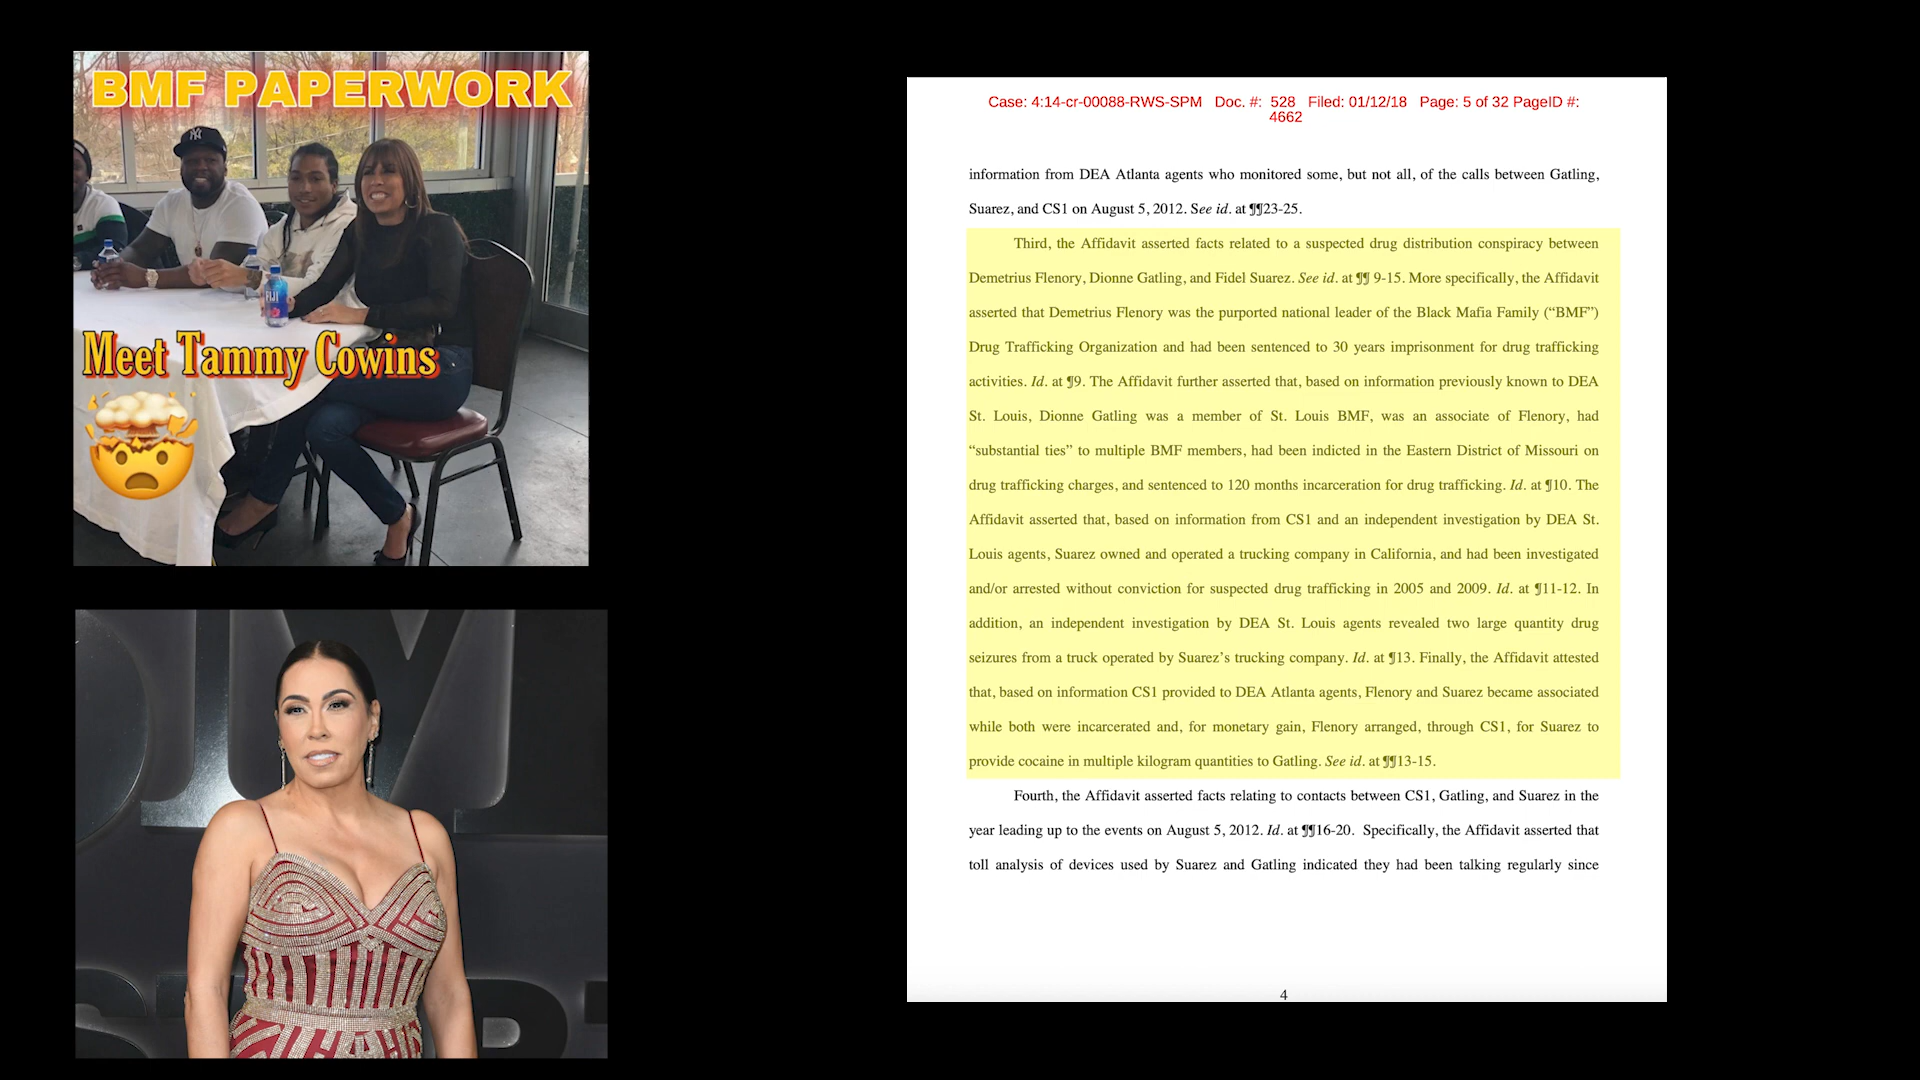 BMF PAPERWORK
FIJI
Meet Tammy Cowins
Case: 4:14-cr-00088-RWS-SPM Doc. #: 528 Filed: 01/12/18 Page: 5 of 32 PageID #:
4662
information from DEA Atlanta agents who monitored some, but not all, of the calls between Gatling,
Suarez, and CS1 on August 5, 2012. See id. at ¶¶23-25.
Third, the Affidavit asserted facts related to a suspected drug distribution conspiracy between
Demetrius Flenory, Dionne Gatling, and Fidel Suarez. See id. at ¶¶ 9-15. More specifically, the Affidavit
asserted that Demetrius Flenory was the purported national leader of the Black Mafia Family (“BMF”)
Drug Trafficking Organization and had been sentenced to 30 years imprisonment for drug trafficking
activities. Id. at ¶9. The Affidavit further asserted that, based on information previously known to DEA
St. Louis, Dionne Gatling was a member of St. Louis BMF, was an associate of Flenory, had
“substantial ties” to multiple BMF members, had been indicted in the Eastern District of Missouri on
drug trafficking charges, and sentenced to 120 months incarceration for drug trafficking. Id. at ¶10. The
Affidavit asserted that, based on information from CS1 and an independent investigation by DEA St.
Louis agents, Suarez owned and operated a trucking company in California, and had been investigated
and/or arrested without conviction for suspected drug trafficking in 2005 and 2009. Id. at ¶11-12. In
addition, an independent investigation by DEA St. Louis agents revealed two large quantity drug
seizures from a truck operated by Suarez’s trucking company. Id. at ¶13. Finally, the Affidavit attested
that, based on information CS1 provided to DEA Atlanta agents, Flenory and Suarez became associated
while both were incarcerated and, for monetary gain, Flenory arranged, through CS1, for Suarez to
provide cocaine in multiple kilogram quantities to Gatling. See id. at ¶¶13-15.
Fourth, the Affidavit asserted facts relating to contacts between CS1, Gatling, and Suarez in the
year leading up to the events on August 5, 2012. Id. at ¶¶16-20. Specifically, the Affidavit asserted that
toll analysis of devices used by Suarez and Gatling indicated they had been talking regularly since
4